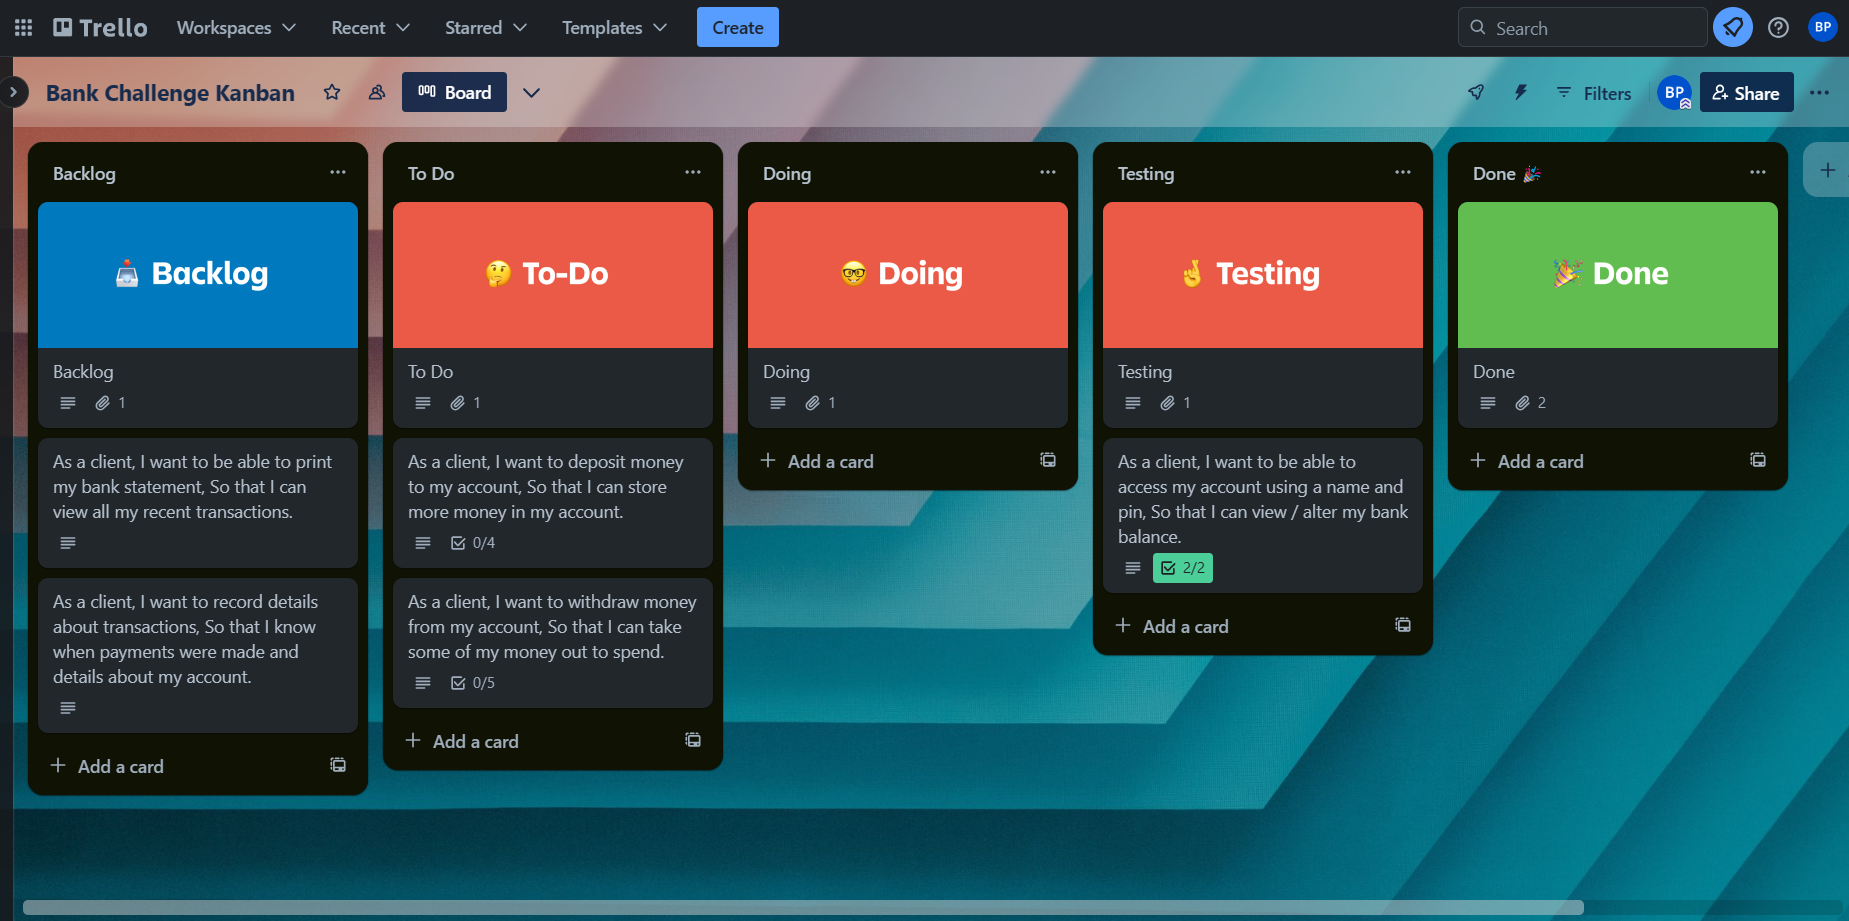 Trello
Workspaces
Recent
Starred
Templates
Create
Search
BP
Bank Challenge Kanban
Board
Filters
BP
Share
Backlog
Backlog
Backlog
1
As a client, I want to be able to print
my bank statement, So that I can
view all my recent transactions.
As a client, I want to record details
about transactions, So that I know
when payments were made and
details about my account.
Add a card
To Do
To-Do
To Do
1
As a client, I want to deposit money
to my account, So that I can store
more money in my account.
0/4
As a client, I want to withdraw money
from my account, So that I can take
some of my money out to spend.
0/5
Add a card
Doing
Doing
Doing
1
Add a card
Testing
Testing
Testing
1
As a client, I want to be able to
access my account using a name and
pin, So that I can view / alter my bank
balance.
2/2
Add a card
Done 🎉
Done
Done
2
Add a card